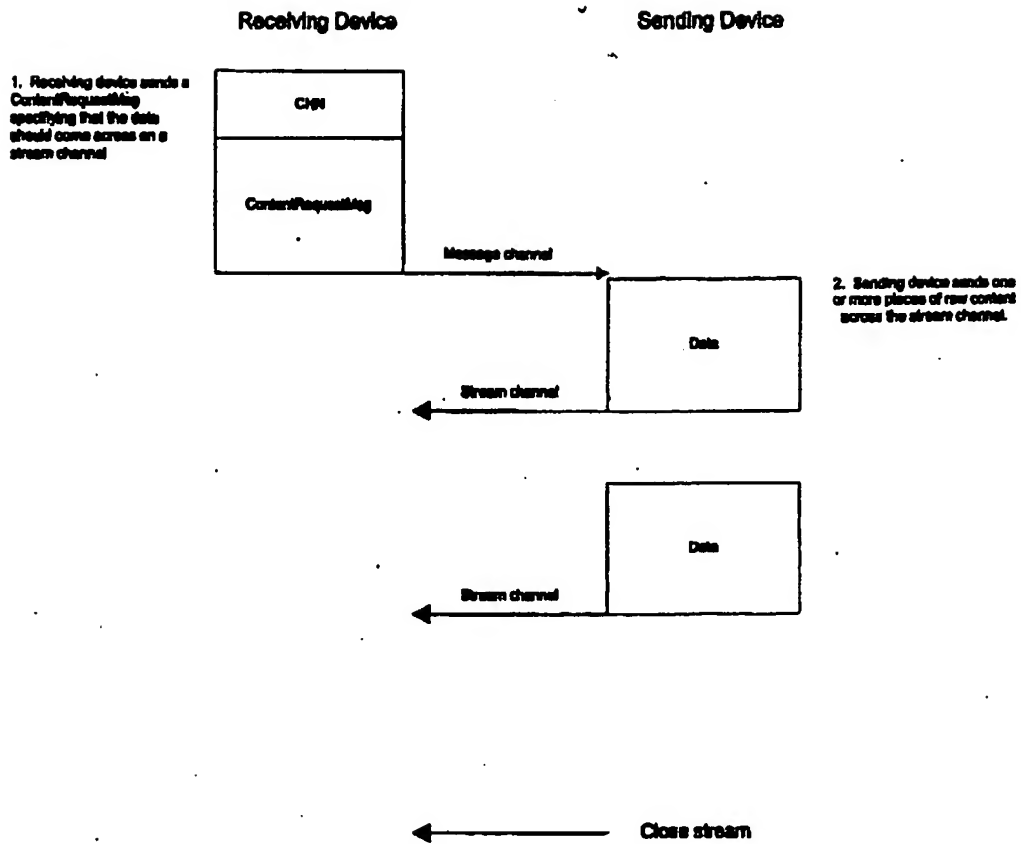 Receiving Device
Sending Device
1. Receiving device sends a
ContentRequestMsg
specifying that the data
should come across on a
stream channel
CHN
ContentRequestMsg
Message channel
2. Sending device sends one
or more pieces of raw content
across the stream channel.
Data
Stream channel
Data
Stream channel
Close stream